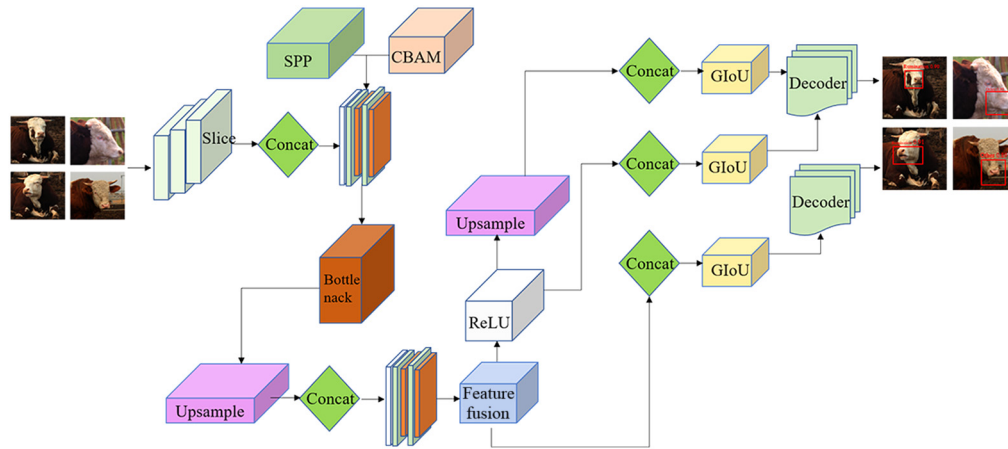 SPP
CBAM
Slice
Concat
Bottle
nack
Upsample
Concat
Feature
fusion
ReLU
Upsample
Concat
GIoU
Decoder
Concat
GIoU
Concat
GIoU
Decoder